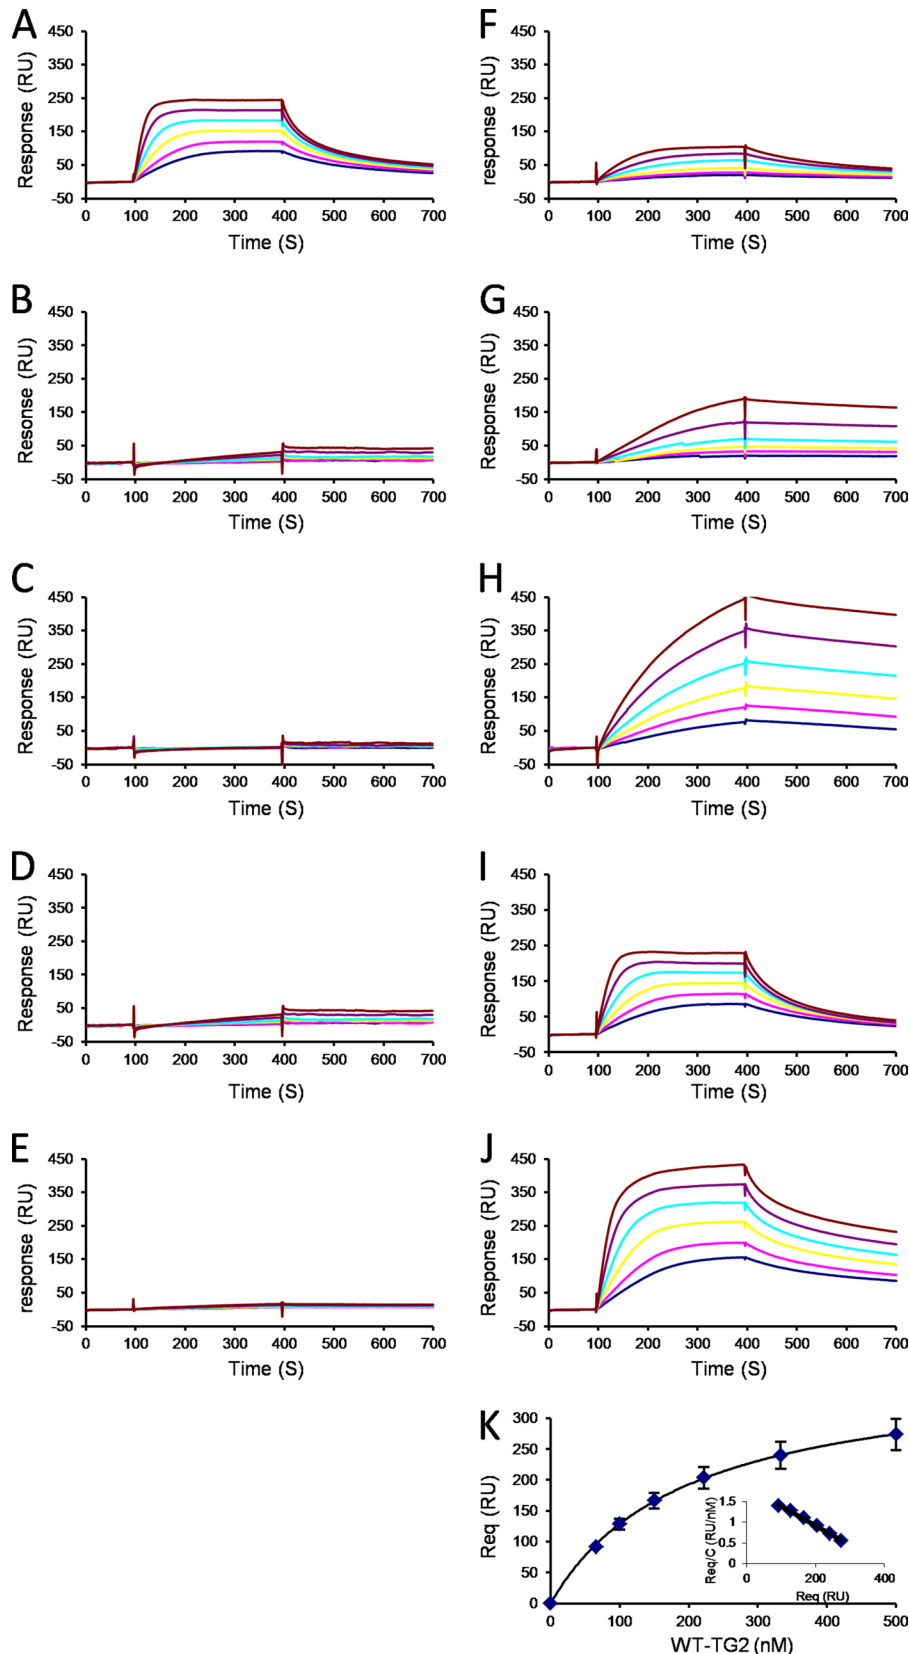 A
Response (RU)
450
350
250
150
50
-50
0 100 200 300 400 500 600 700
Time (S)
F
response (RU)
450
350
250
150
50
-50
0 100 200 300 400 500 600 700
Time (S)
B
Resonse (RU)
450
350
250
150
50
-50
0 100 200 300 400 500 600 700
Time (S)
G
Response (RU)
450
350
250
150
50
-50
0 100 200 300 400 500 600 700
Time (S)
C
Response (RU)
450
350
250
150
50
-50
0 100 200 300 400 500 600 700
Time (S)
H
Response (RU)
450
350
250
150
50
-50
0 100 200 300 400 500 600 700
Time (S)
D
Response (RU)
450
350
250
150
50
-50
0 100 200 300 400 500 600 700
Time (S)
I
Response (RU)
450
350
250
150
50
-50
0 100 200 300 400 500 600 700
Time (S)
E
response (RU)
450
350
250
150
50
-50
0 100 200 300 400 500 600 700
Time (S)
J
Response (RU)
450
350
250
150
50
-50
0 100 200 300 400 500 600 700
Time (S)
K
Req (RU)
300
250
200
150
100
50
0
0 100 200 300 400 500
WT-TG2 (nM)
Req/C (RU/nM)
1.5
1
0.5
0
0 200 400
Req (RU)